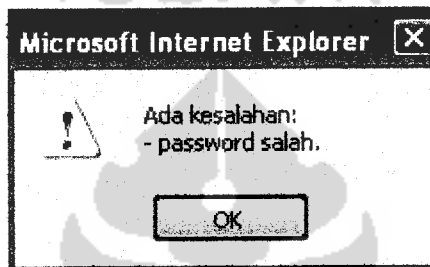 Microsoft Internet Explorer
Ada kesalahan:
- password salah.
OK